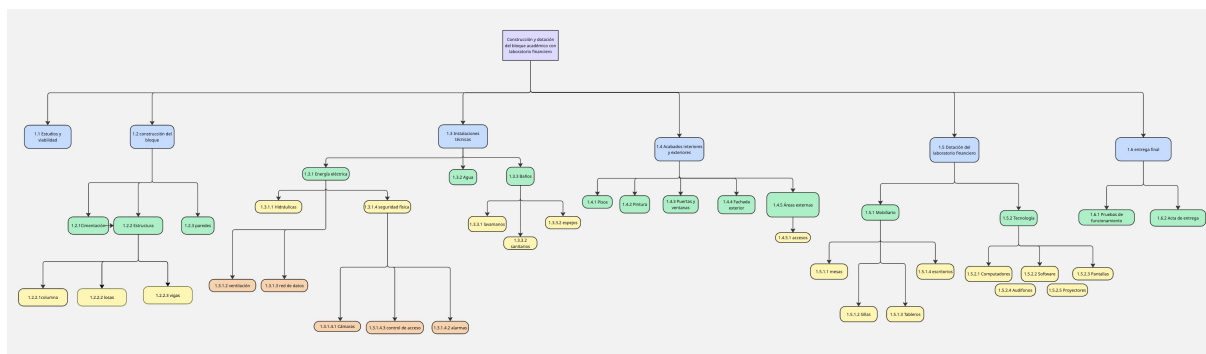 Construcción y dotación
del bloque académico con
laboratorio financiero
1.1 Estudios y
viabilidad
1.2 construcción del
bloque
1.3 Instalaciones
técnicas
1.4 Acabados interiores
y exteriores
1.5 Dotación del
laboratorio financiero
1.6 entrega final
1.3.1 Energía eléctrica
1.3.2 Agua
1.3.3 Baños
1.4.1 Pisos
1.4.2 Pintura
1.4.3 Puertas y
ventanas
1.4.4 Fachada
exterior
1.4.5 Áreas externas
1.5.1 Mobiliario
1.5.2 Tecnología
1.6.1 Pruebas de
funcionamiento
1.6.2 Acta de entrega
1.2.1Cimentación
1.2.2 Estructura
1.2.3 paredes
1.3.1.1 Hidráulicas
1.3.1.4 seguridad física
1.3.3.1 lavamanos
1.3.3.2
sanitarios
1.3.3.2 espejos
1.4.5.1 accesos
1.5.1.1 mesas
1.5.1.4 escritorios
1.5.2.1 Computadores
1.5.2.2 Software
1.5.2.3 Pantallas
1.5.2.4 Audífonos
1.5.2.5 Proyectores
1.2.2.1columna
1.2.2.2 losas
1.2.2.3 vigas
1.3.1.2 ventilación
1.3.1.3 red de datos
1.5.1.2 Sillas
1.5.1.3 Tableros
1.3.1.4.1 Cámaras
1.3.1.4.3 control de acceso
1.3.1.4.2 alarmas